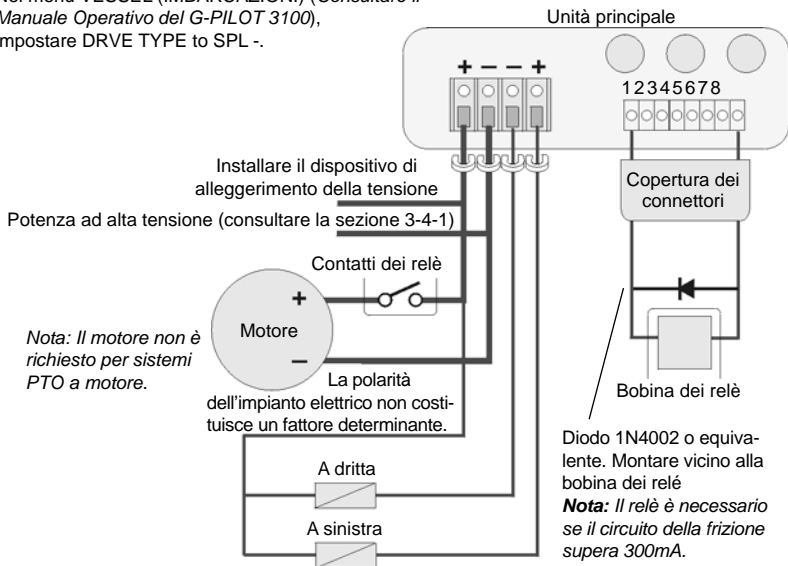 Nel menu VESSEL (IMBARCAZIONI) (Consultare il
Manuale Operativo del G-PILOT 3100),
impostare DRVE TYPE to SPL -.
Unità principale
+ – – +
12345678
Installare il dispositivo di
alleggerimento della tensione
Copertura dei
connettori
Potenza ad alta tensione (consultare la sezione 3-4-1)
Contatti dei relè
+
Motore
–
Nota: Il motore non è
richiesto per sistemi
PTO a motore.
La polarità
dell'impianto elettrico non costi-
tuisce un fattore determinante.
Bobina dei relè
Diodo 1N4002 o equiva-
lente. Montare vicino alla
bobina dei relé
Nota: Il relè è necessario
se il circuito della frizione
supera 300mA.
A dritta
A sinistra